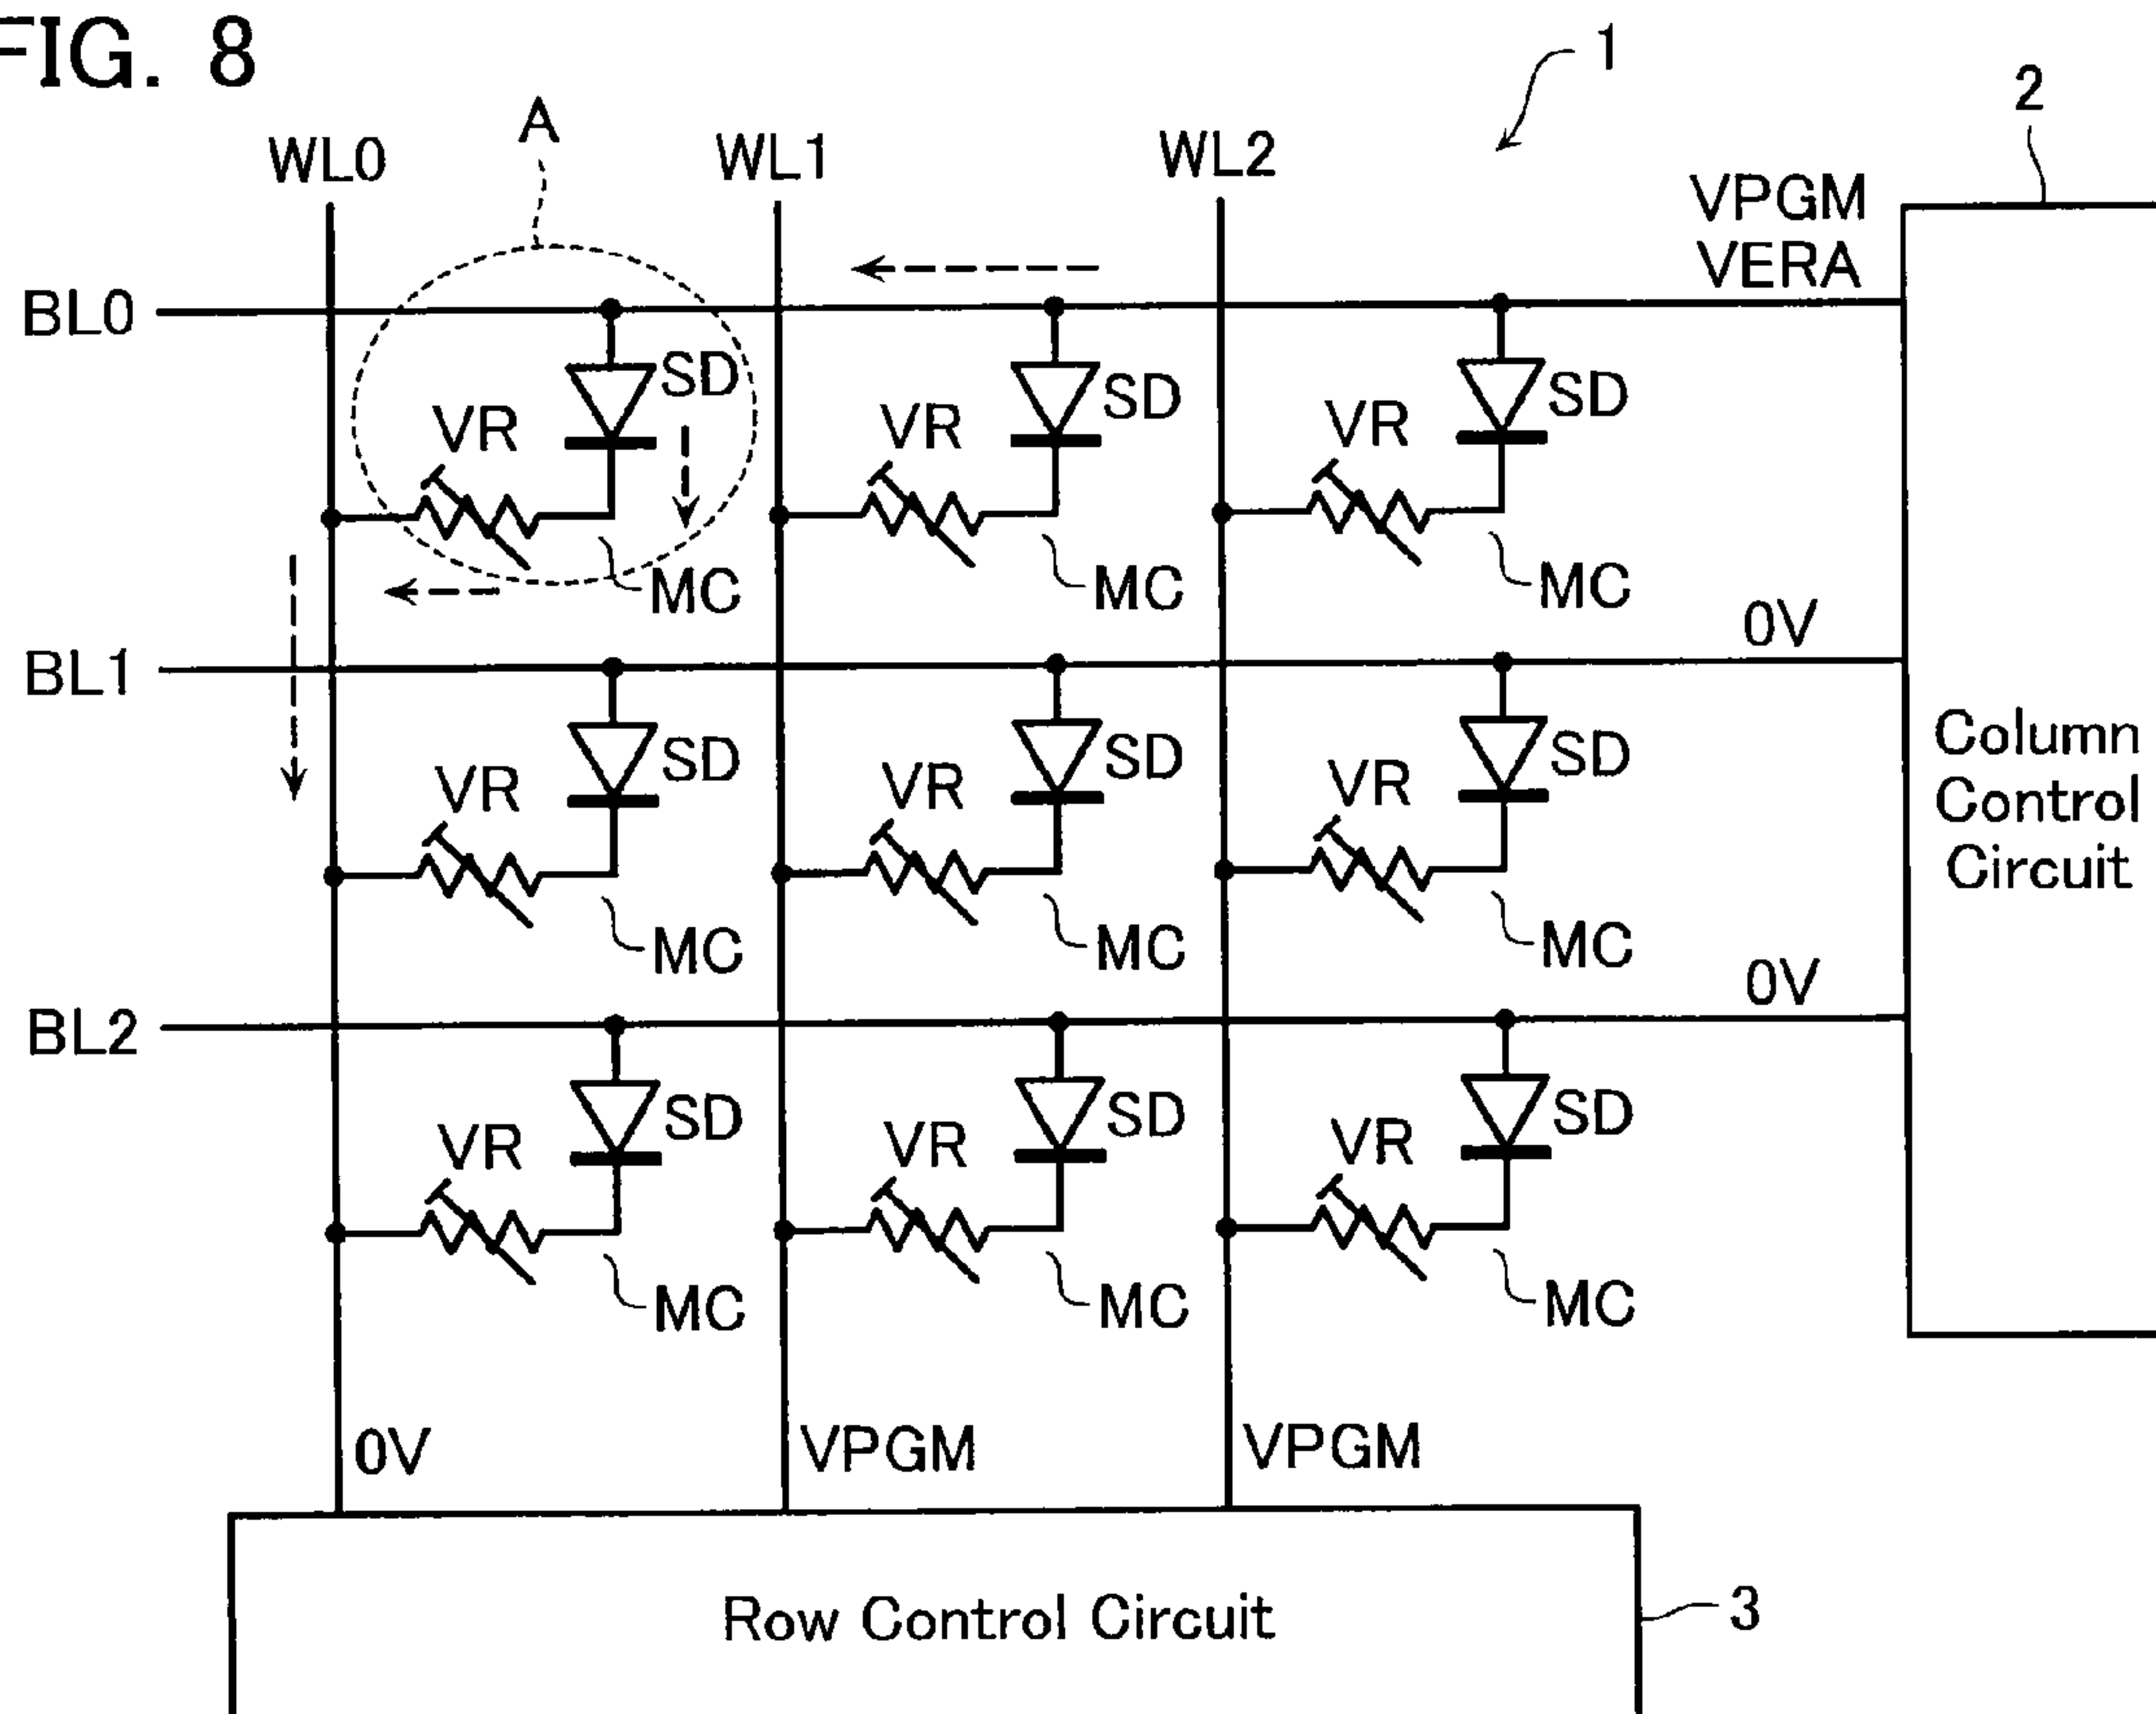 FIG. 8
1
2
A
WL0 WL1 WL2
VPGM
VERA
BL0
SD SD SD
VR VR VR
MC MC MC
0V
BL1
SD SD SD
VR VR VR
MC MC MC
Column
Control
Circuit
0V
BL2
SD SD SD
VR VR VR
MC MC MC
0V VPGM VPGM
Row Control Circuit
3